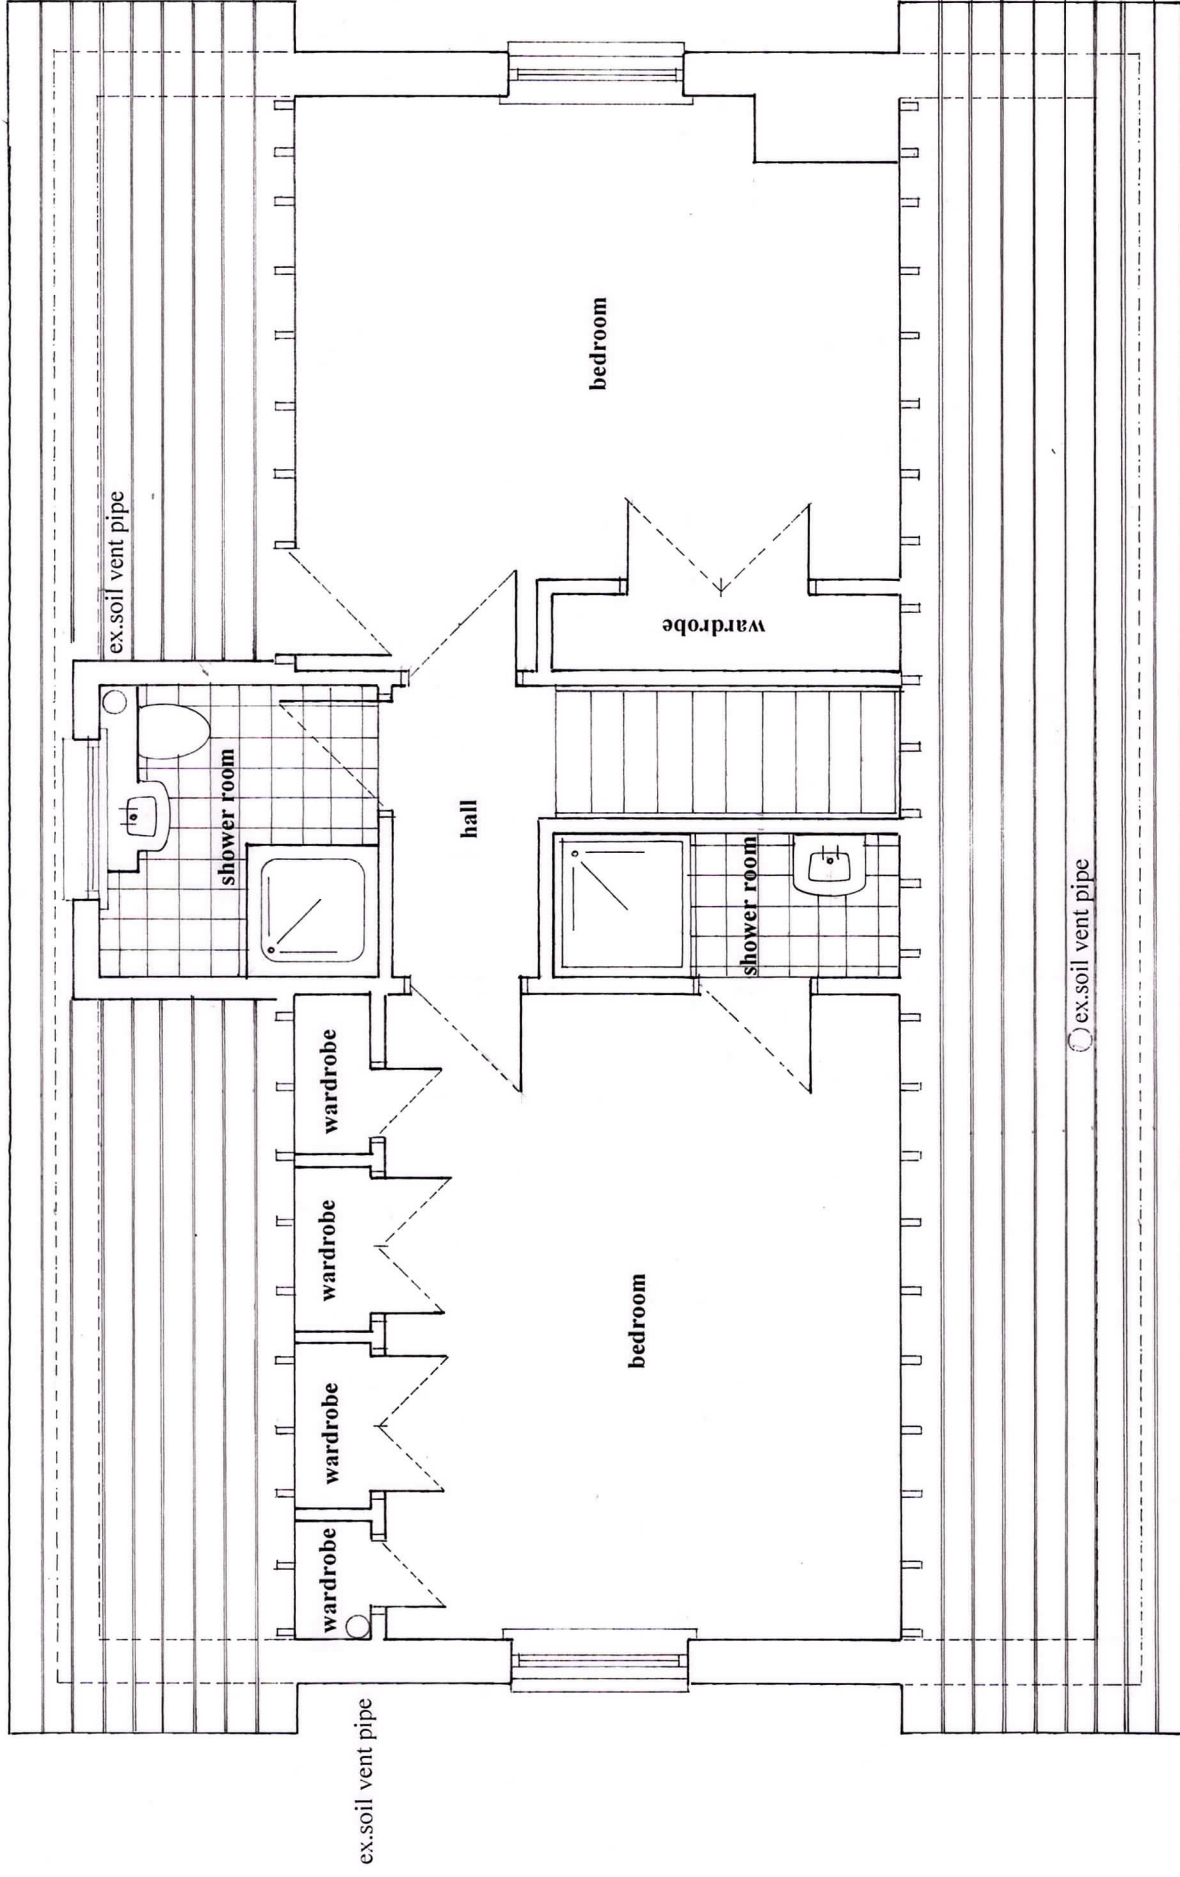 ex.soil vent pipe
bedroom
shower room
wardrobe
hall
shower room
wardrobe
wardrobe
wardrobe
wardrobe
bedroom
ex.soil vent pipe
ex.soil vent pipe